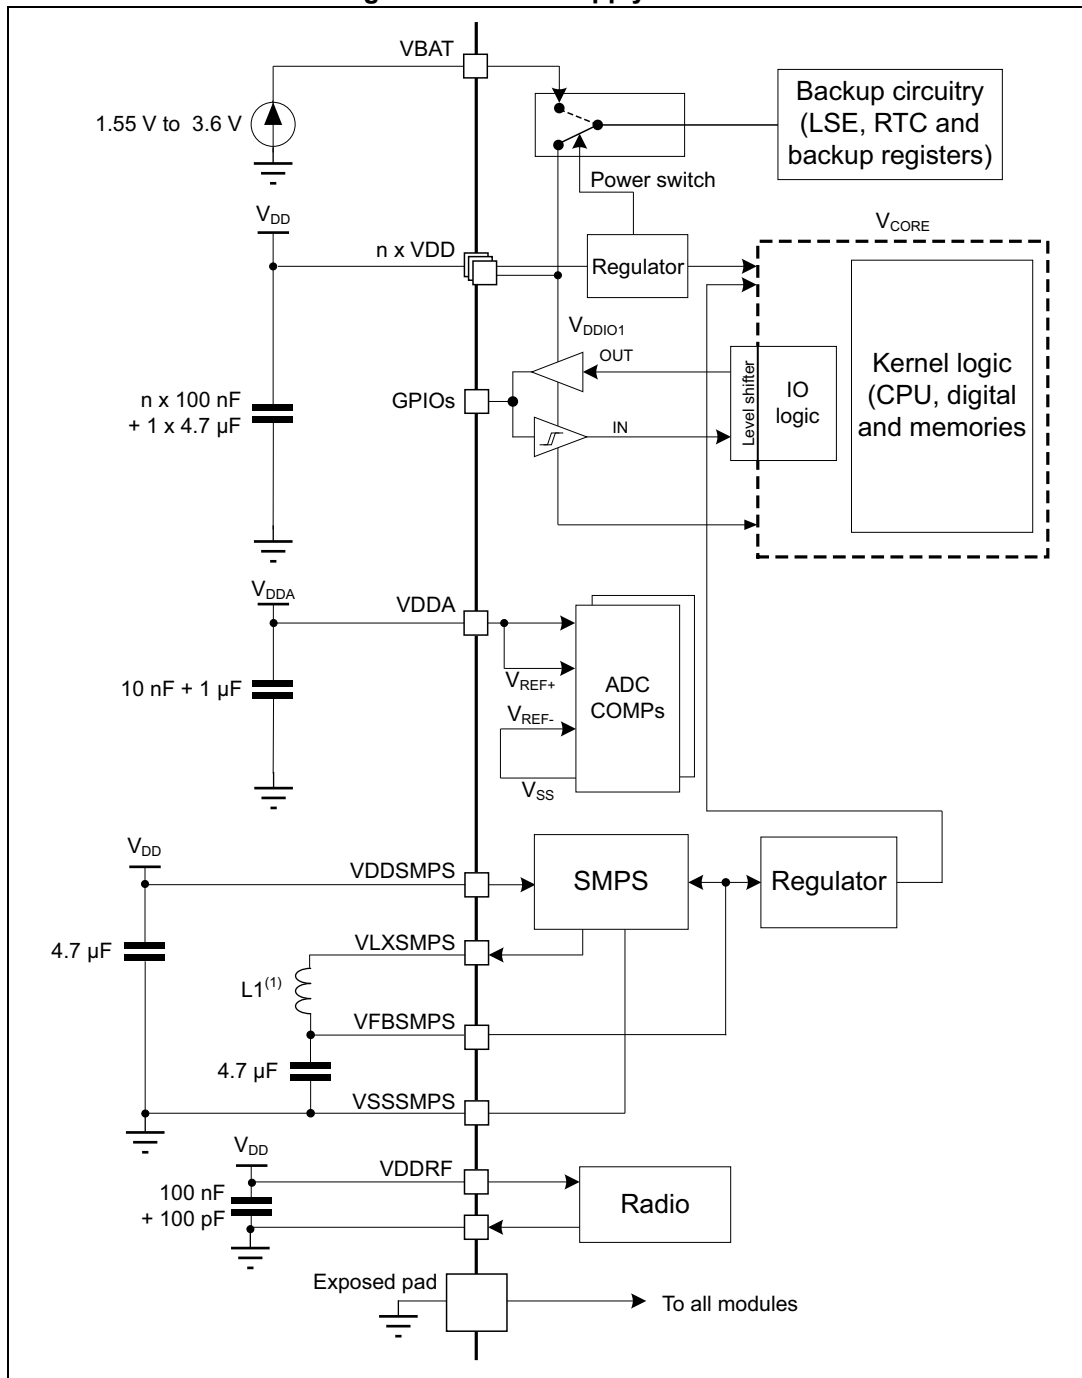 VBAT
1.55 V to 3.6 V
Backup circuitry
(LSE, RTC and
backup registers)
Power switch
VDD
VCORE
n x VDD
Regulator
VDDIO1
OUT
GPIOs
IN
Level shifter
IO
logic
Kernel logic
(CPU, digital
and memories
n x 100 nF
+ 1 x 4.7 µF
VDDA
VDDA
10 nF + 1 µF
VREF+
ADC
COMPs
VREF-
VSS
VDD
VDDSMPS
SMPS
Regulator
4.7 µF
VLXSMPS
L1(1)
VFBSMPS
4.7 µF
VSSSMPS
VDD
VDDRF
100 nF
+ 100 pF
Radio
Exposed pad
To all modules